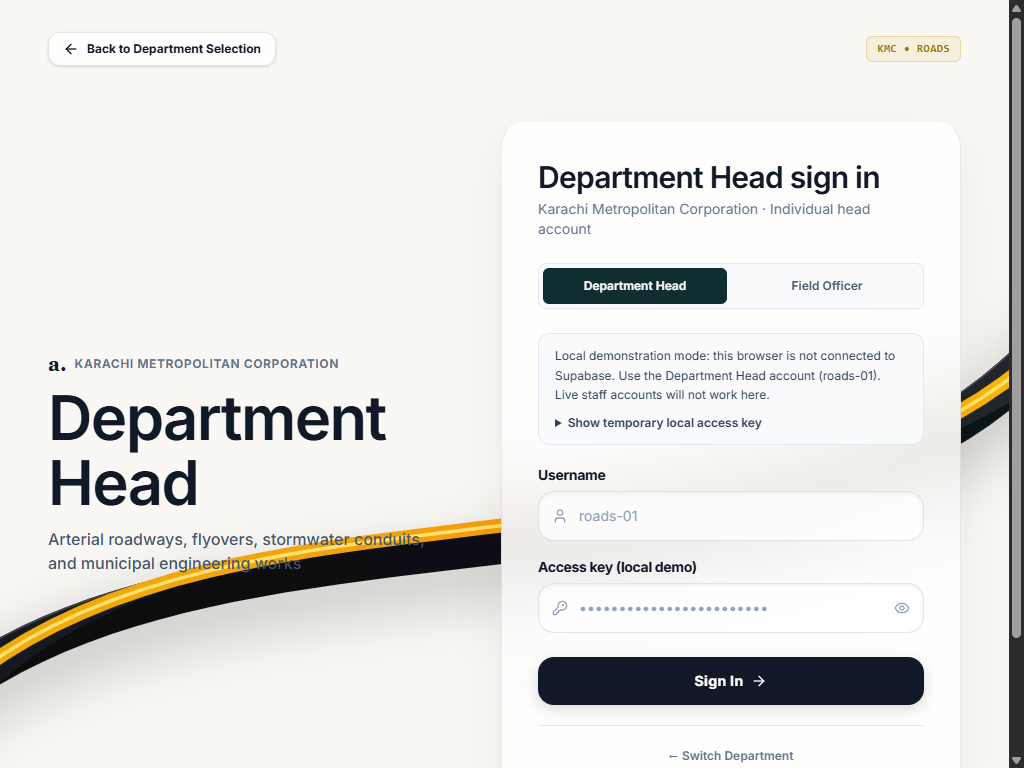 ← Back to Department Selection
KMC • ROADS
Department Head sign in
Karachi Metropolitan Corporation · Individual head
account
Department Head
Field Officer
Local demonstration mode: this browser is not connected to
Supabase. Use the Department Head account (roads-01).
Live staff accounts will not work here.
▶ Show temporary local access key
a. KARACHI METROPOLITAN CORPORATION
Department
Head
Arterial roadways, flyovers, stormwater conduits,
and municipal engineering works
Username
roads-01
Access key (local demo)
••••••••••••••••••••••••
Sign In →
← Switch Department